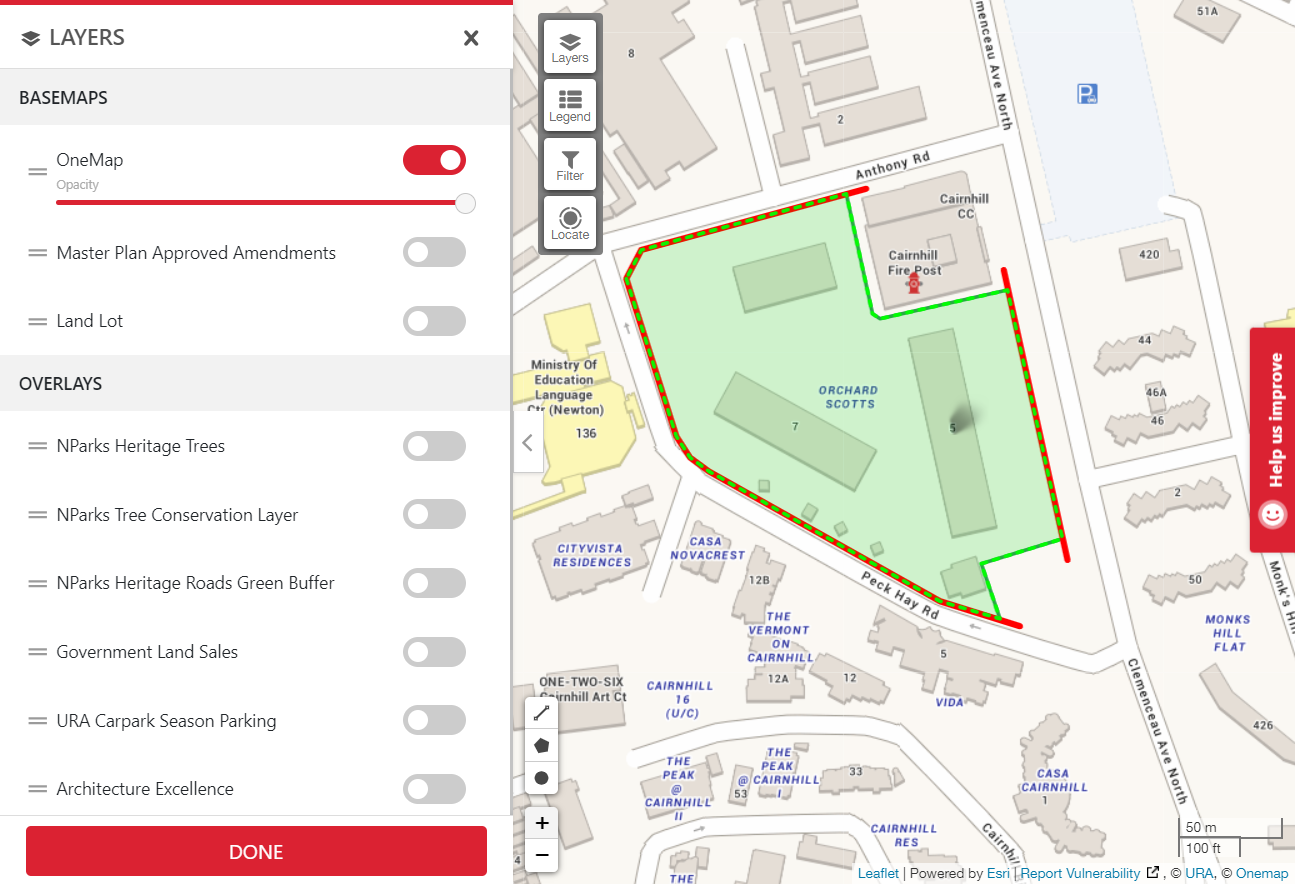 LAYERS
BASEMAPS
OneMap
Opacity
Master Plan Approved Amendments
Land Lot
OVERLAYS
NParks Heritage Trees
NParks Tree Conservation Layer
NParks Heritage Roads Green Buffer
Government Land Sales
URA Carpark Season Parking
Architecture Excellence
DONE
Layers
Legend
Filter
Locate
8
2
51A
Clemenceau Ave North
P
Anthony Rd
Cairnhill
CC
Cairnhill
Fire Post
420
44
46A
46
Ministry Of
Education
Language
Ctr (Newton)
136
ORCHARD
SCOTTS
7
5
Help us improve
2
50
Monk's Hill
MONKS
HILL
FLAT
426
CITYVISTA
RESIDENCES
CASA
NOVACREST
12B
Peck Hay Rd
THE
VERMONT
ON
CAIRNHILL
12A
12
5
VIDA
ONE-TWO-SIX
Cairnhill Art Ct
CAIRNHILL
16
(U/C)
Clemenceau Ave North
THE
PEAK
@
CAIRNHILL
II
THE
PEAK
@ CAIRNHILL
I
53
33
CASA
CAIRNHILL
1
CAIRNHILL
RES
THE
+
−
50 m
100 ft
Leaflet | Powered by Esri | Report Vulnerability , © URA, © Onemap